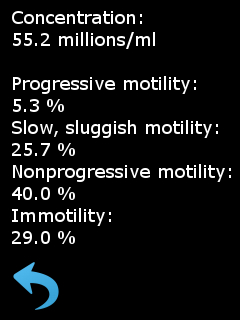 Concentration:
55.2 millions/ml
Progressive motility:
5.3 %
Slow, sluggish motility:
25.7 %
Nonprogressive motility:
40.0 %
Immotility:
29.0 %